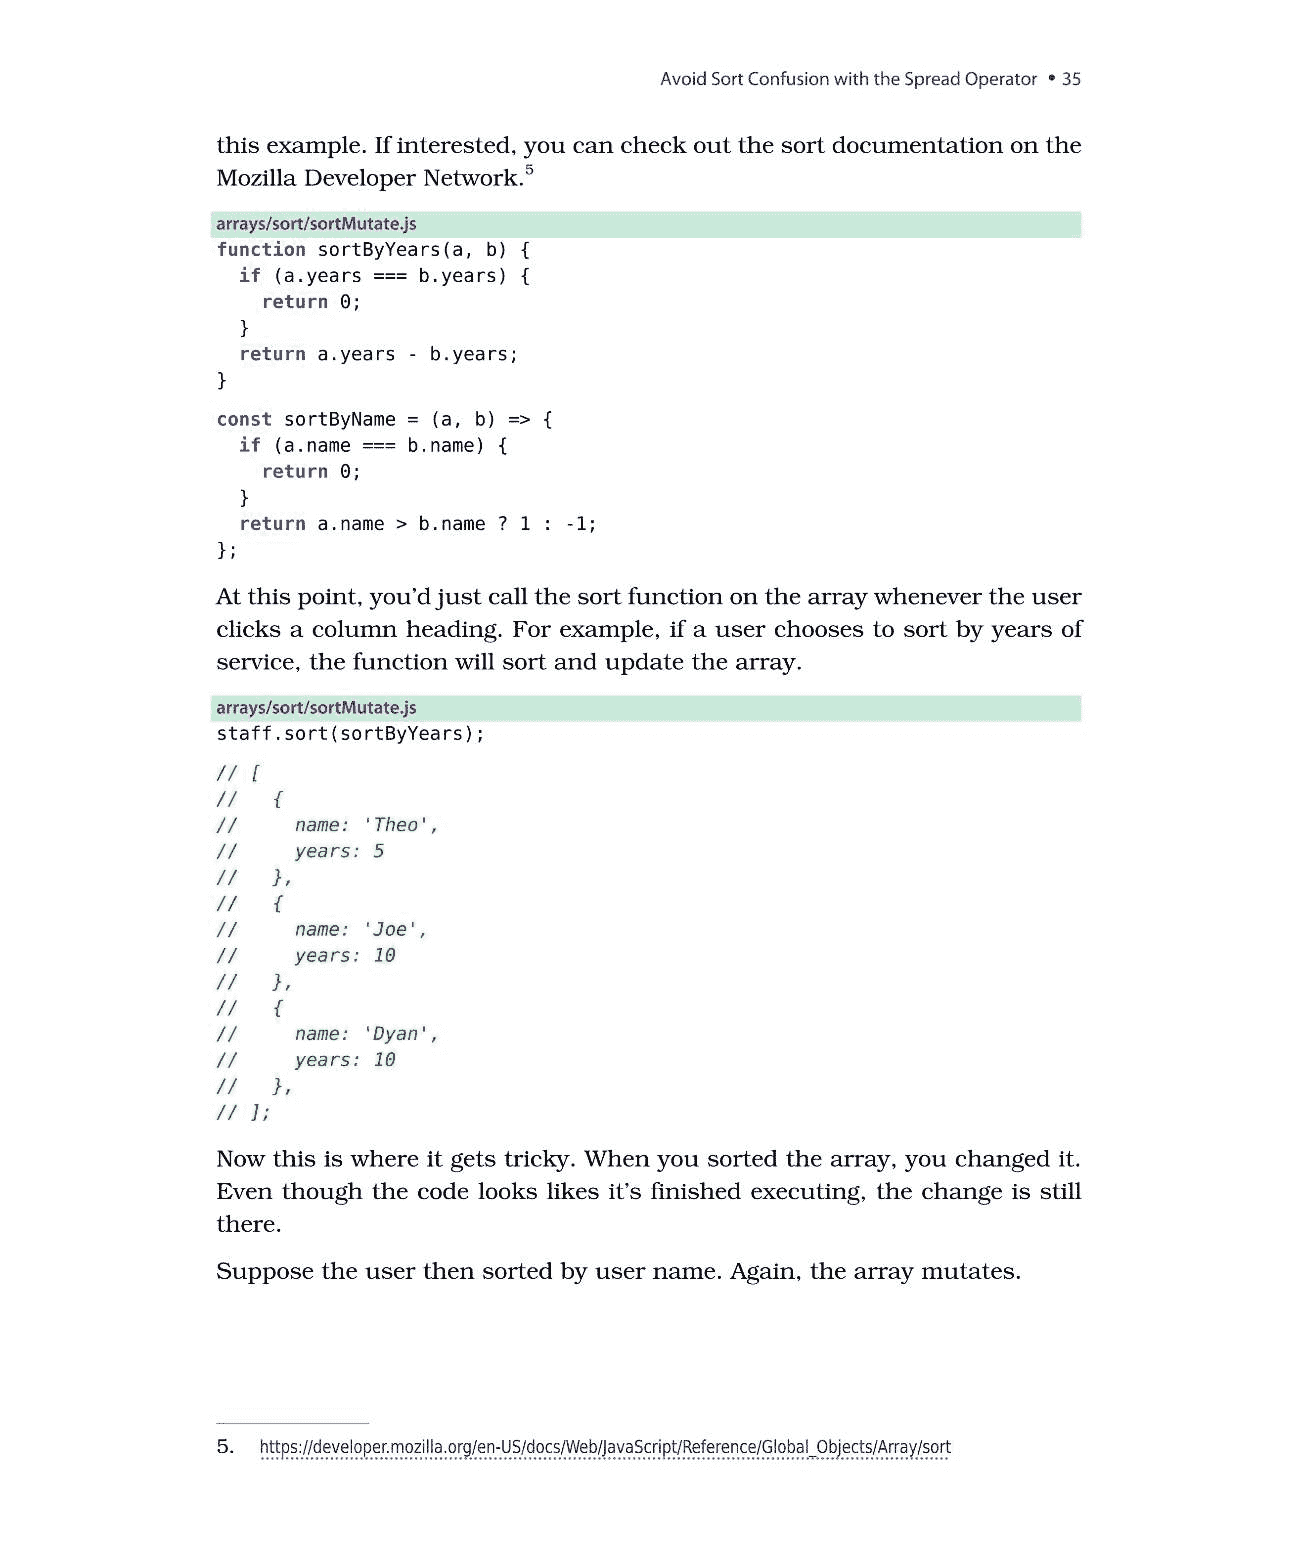 Avoid Sort Confusion with the Spread Operator • 35
this example. If interested, you can check out the sort documentation on the
Mozilla Developer Network.5
arrays/sort/sortMutate.js
function sortByYears(a, b) {
  if (a.years === b.years) {
    return 0;
  }
  return a.years - b.years;
}
const sortByName = (a, b) => {
  if (a.name === b.name) {
    return 0;
  }
  return a.name > b.name ? 1 : -1;
};
At this point, you'd just call the sort function on the array whenever the user
clicks a column heading. For example, if a user chooses to sort by years of
service, the function will sort and update the array.
arrays/sort/sortMutate.js
staff.sort(sortByYears);
// [
//   {
//     name: 'Theo',
//     years: 5
//   },
//   {
//     name: 'Joe',
//     years: 10
//   },
//   {
//     name: 'Dyan',
//     years: 10
//   },
// ];
Now this is where it gets tricky. When you sorted the array, you changed it.
Even though the code looks likes it's finished executing, the change is still
there.
Suppose the user then sorted by user name. Again, the array mutates.
5. https://developer.mozilla.org/en-US/docs/Web/JavaScript/Reference/Global_Objects/Array/sort